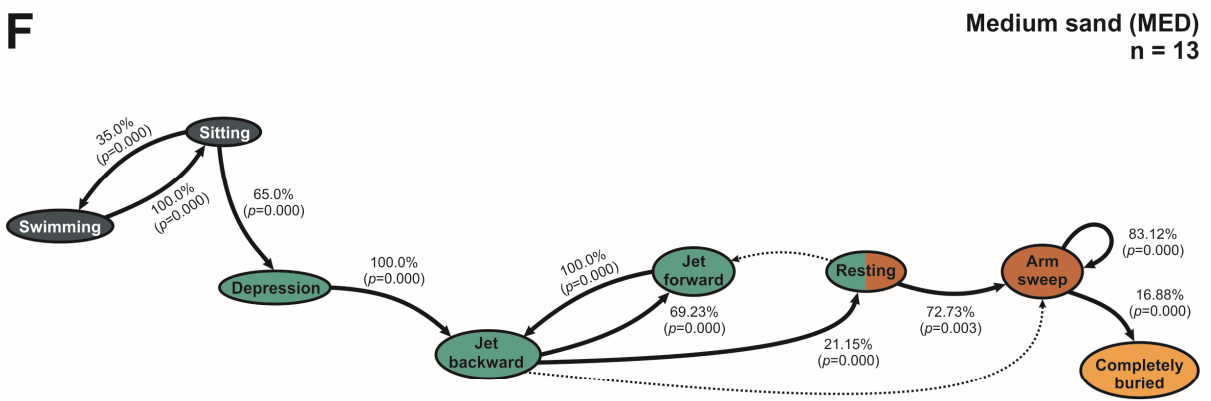 F
Medium sand (MED)
n = 13
35.0%
(p=0.000)
Sitting
100.0%
(p=0.000)
Swimming
65.0%
(p=0.000)
Depression
100.0%
(p=0.000)
100.0%
(p=0.000)
Jet
forward
69.23%
(p=0.000)
Jet
backward
Resting
21.15%
(p=0.000)
72.73%
(p=0.003)
Arm
sweep
83.12%
(p=0.000)
16.88%
(p=0.000)
Completely
buried